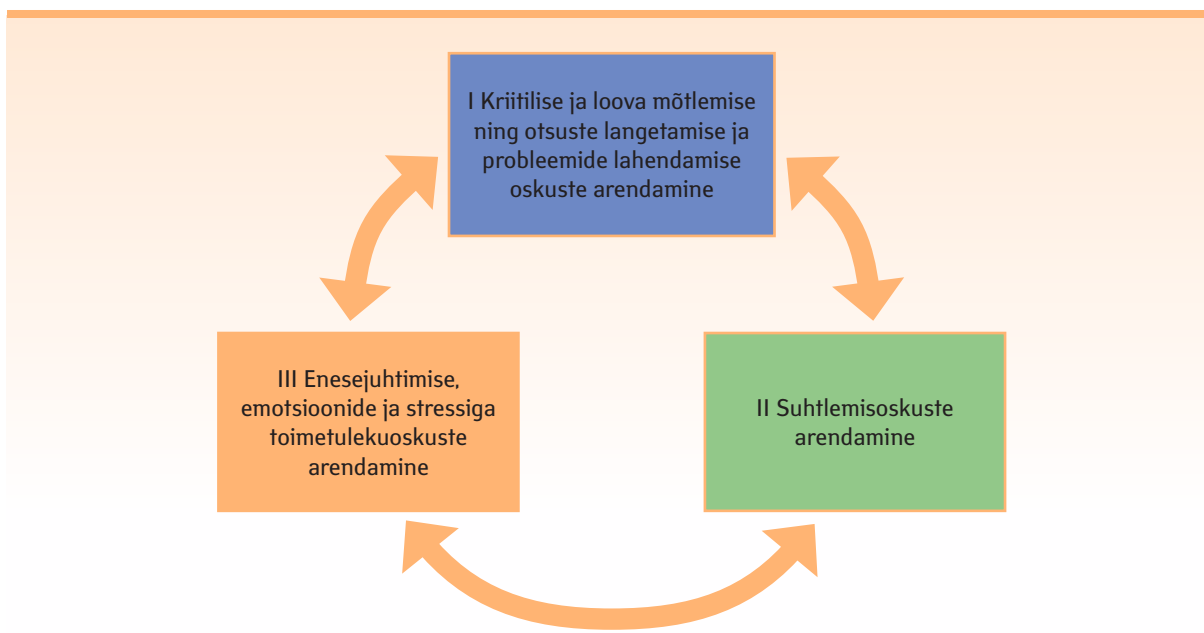 I Kriitilise ja loova mõtlemise
ning otsuste langetamise ja
probleemide lahendamise
oskuste arendamine
III Enesejuhtimise,
emotsioonide ja stressiga
toimetulekuoskuste
arendamine
II Suhtlemisoskuste
arendamine